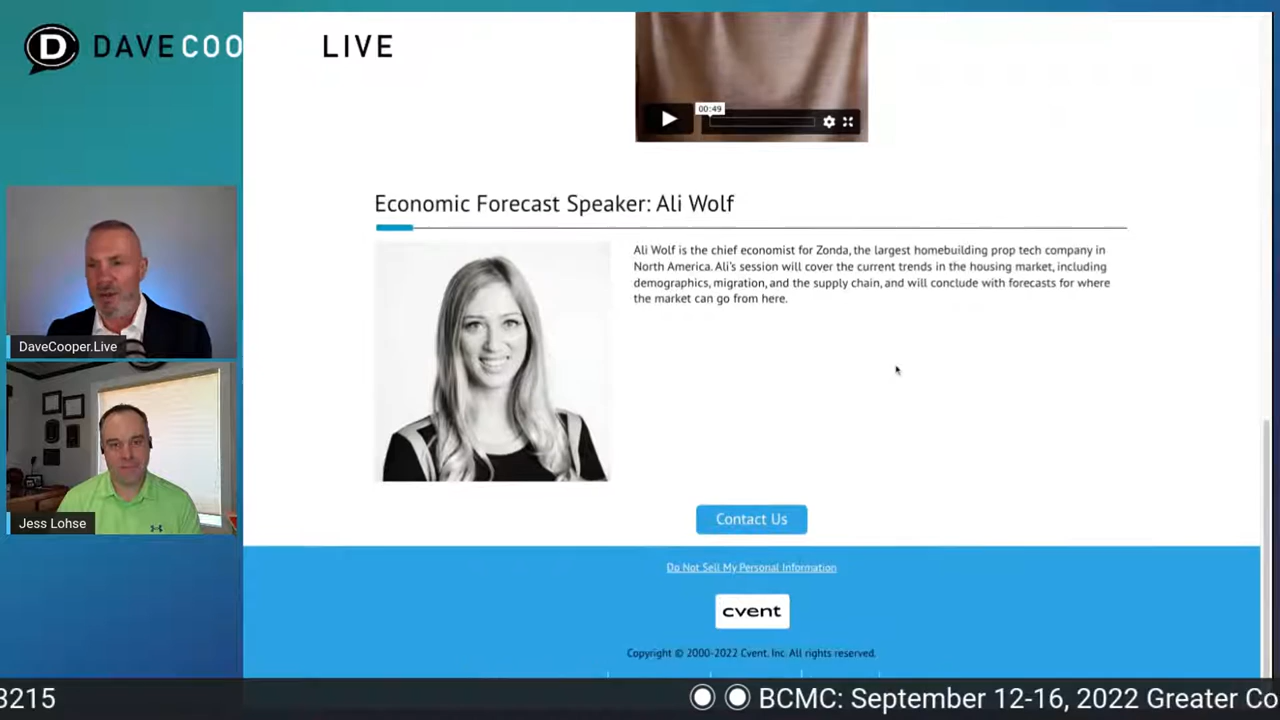 D DAVECOO
LIVE
00:49
Economic Forecast Speaker: Ali Wolf
Ali Wolf is the chief economist for Zonda, the largest homebuilding prop tech company in
North America. Ali's session will cover the current trends in the housing market, including
demographics, migration, and the supply chain, and will conclude with forecasts for where
the market can go from here.
DaveCooper.Live
Jess Lohse
Contact Us
Do Not Sell My Personal Information
cvent
Copyright © 2000-2022 Cvent, Inc. All rights reserved.
3215
BCMC: September 12-16, 2022 Greater Co